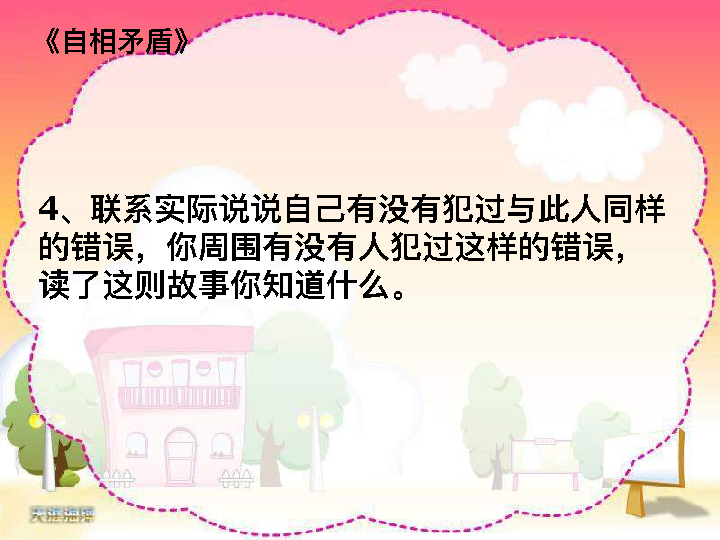 《自相矛盾》
4、联系实际说说自己有没有犯过与此人同样
的错误，你周围有没有人犯过这样的错误，
读了这则故事你知道什么。